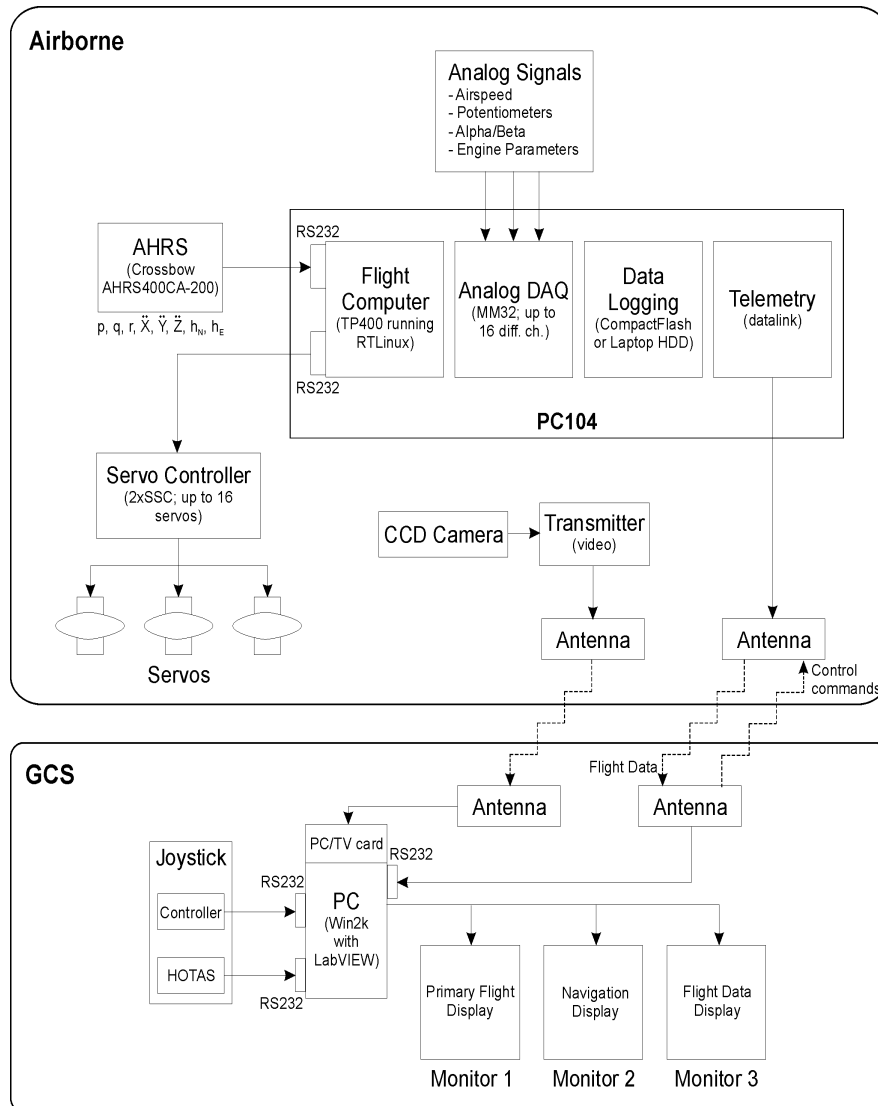 Airborne
Analog Signals
- Airspeed
- Potentiometers
- Alpha/Beta
- Engine Parameters
AHRS
(Crossbow
AHRS400CA-200)
p, q, r, Ẍ, Ÿ, Z̈, h_N, h_E
RS232
Flight
Computer
(TP400 running
RTLinux)
RS232
Analog DAQ
(MM32; up to
16 diff. ch.)
Data
Logging
(CompactFlash
or Laptop HDD)
Telemetry
(datalink)
PC104
Servo Controller
(2xSSC; up to 16
servos)
Servos
CCD Camera
Transmitter
(video)
Antenna
Antenna
Control
commands
GCS
Flight Data
Antenna
Antenna
Joystick
Controller
HOTAS
RS232
RS232
PC/TV card
RS232
PC
(Win2k
with
LabVIEW)
Primary Flight
Display
Navigation
Display
Flight Data
Display
Monitor 1
Monitor 2
Monitor 3